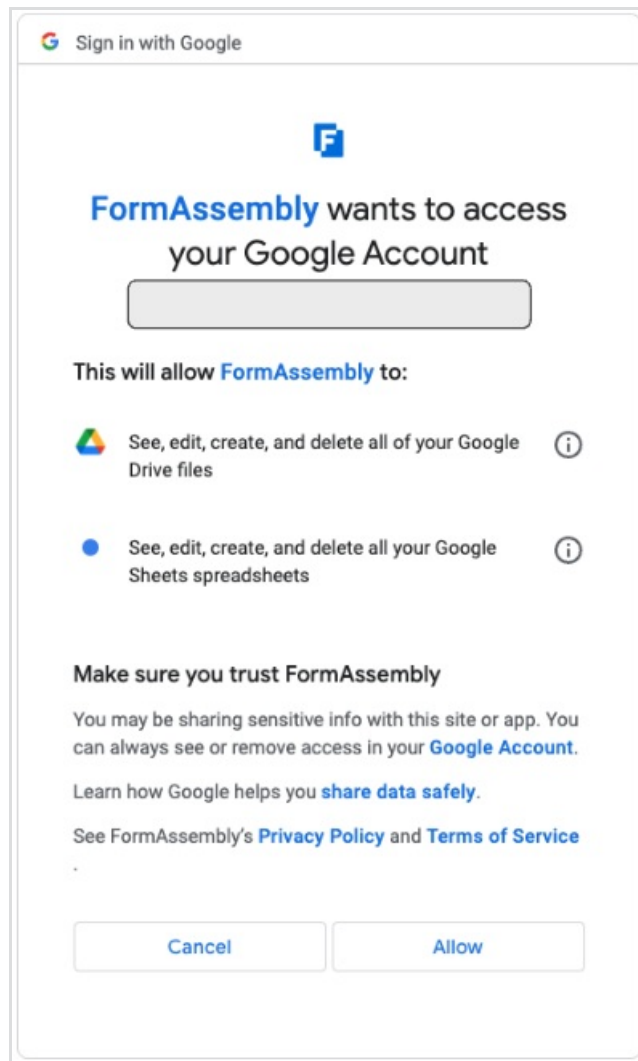 Sign in with Google
FormAssembly wants to access
your Google Account
This will allow FormAssembly to:
See, edit, create, and delete all of your Google
Drive files
See, edit, create, and delete all your Google
Sheets spreadsheets
Make sure you trust FormAssembly
You may be sharing sensitive info with this site or app. You
can always see or remove access in your Google Account.
Learn how Google helps you share data safely.
See FormAssembly's Privacy Policy and Terms of Service
.
Cancel
Allow